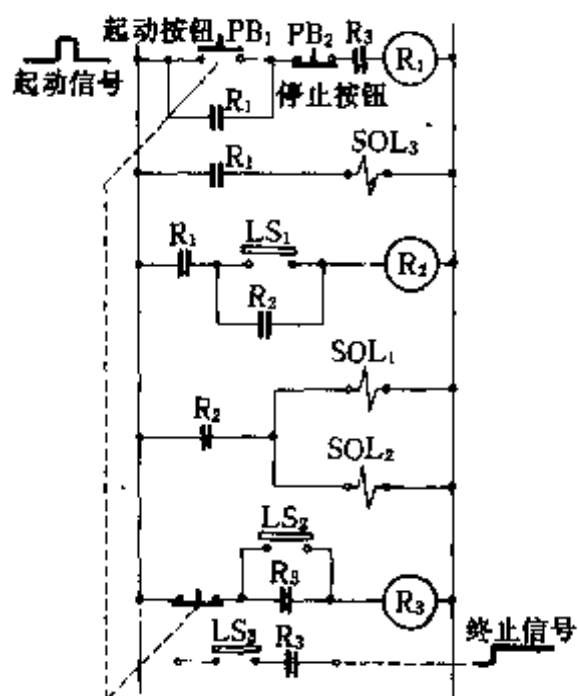 起动按钮 PB₁ PB₂ R₃ R₁
起动信号
R₁ 停止按钮
R₁ SOL₃
R₁ LS₁ R₂
R₂
SOL₁
R₂
SOL₂
LS₂
R₃ R₃
LS₃ R₃ 终止信号